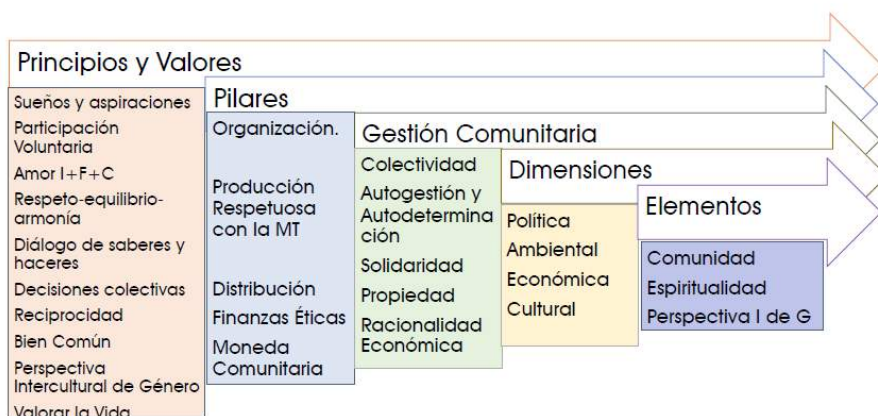 Principios y Valores
Sueños y aspiraciones
Participación
Voluntaria
Amor I+F+C
Respeto-equilibrio-
armonía
Diálogo de saberes y
haceres
Decisiones colectivas
Reciprocidad
Bien Común
Perspectiva
Intercultural de Género
Valorar la Vida
Pilares
Organización.
Producción
Respetuosa
con la MT
Distribución
Finanzas Éticas
Moneda
Comunitaria
Gestión Comunitaria
Colectividad
Autogestión y
Autodetermina
ción
Solidaridad
Propiedad
Racionalidad
Económica
Dimensiones
Política
Ambiental
Económica
Cultural
Elementos
Comunidad
Espiritualidad
Perspectiva I de G